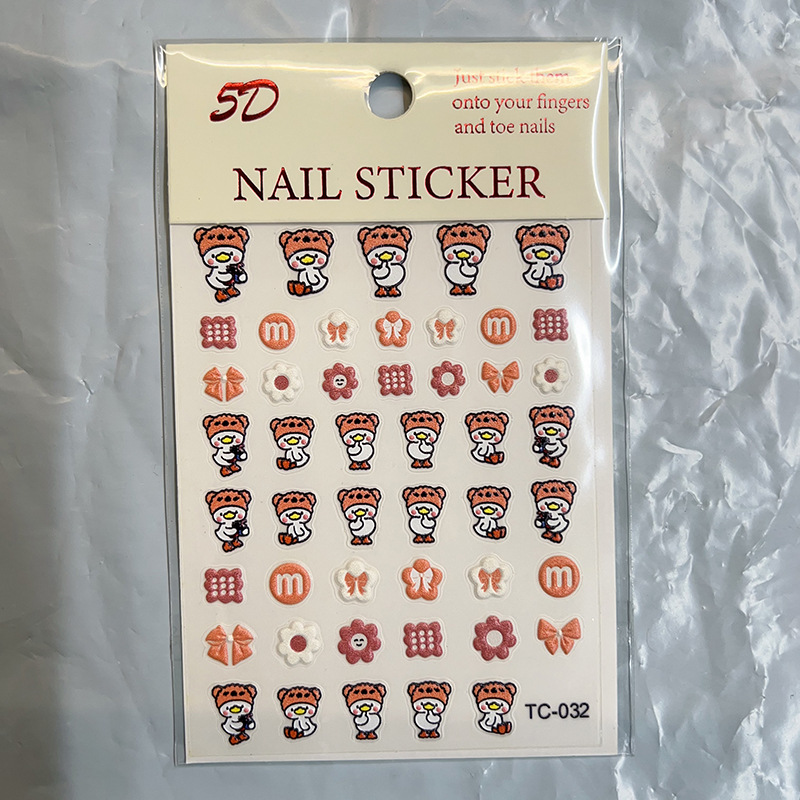 5D
Just stick them
onto your fingers
and toe nails
NAIL STICKER
m
m
m
m
TC-032